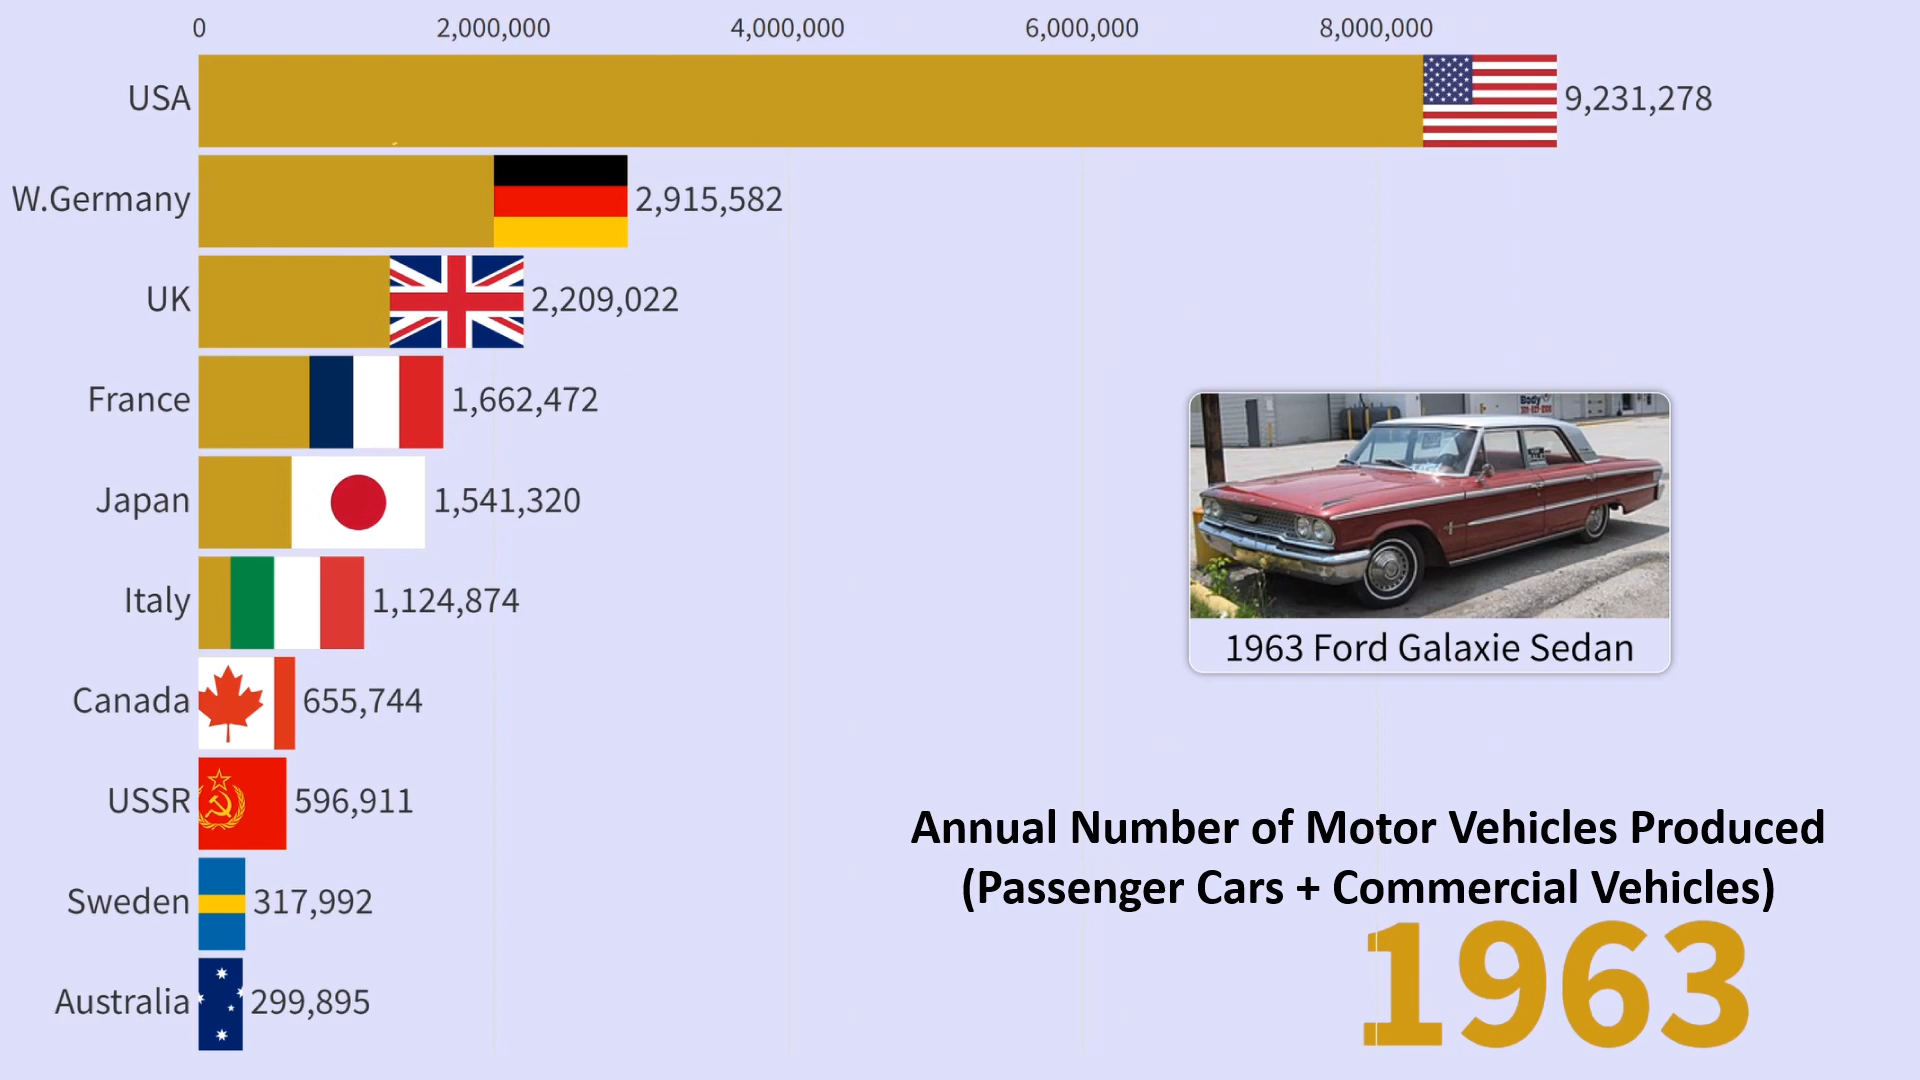 0 2,000,000 4,000,000 6,000,000 8,000,000
USA 9,231,278
W.Germany 2,915,582
UK 2,209,022
France 1,662,472
Japan 1,541,320
Italy 1,124,874
Canada 655,744
USSR 596,911
Sweden 317,992
Australia 299,895
Body
1963 Ford Galaxie Sedan
Annual Number of Motor Vehicles Produced
(Passenger Cars + Commercial Vehicles)
1963